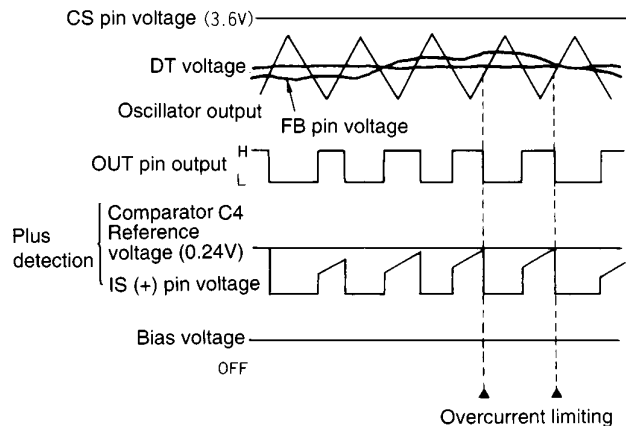 CS pin voltage (3.6V)
DT voltage
Oscillator output
FB pin voltage
OUT pin output
H
L
Plus
detection
Comparator C4
Reference
voltage (0.24V)
IS (+) pin voltage
Bias voltage
OFF
Overcurrent limiting